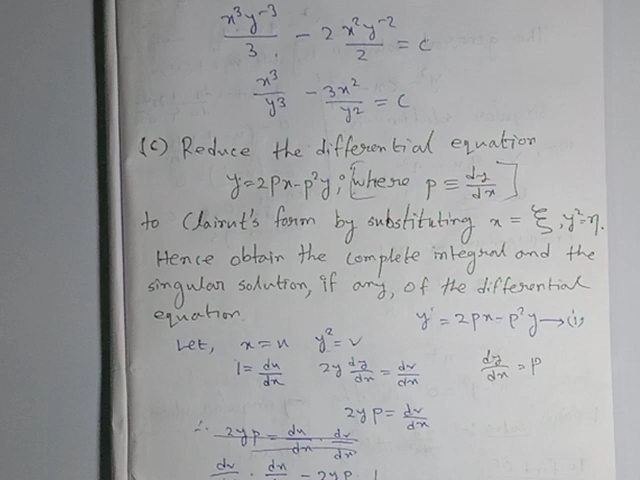 x³y⁻³/3 - 2 x²y⁻²/2 = c
x³/y³ - 3x²/y² = c
(c) Reduce the differential equation
y = 2px - p²y ; [where p ≡ dy/dx]
to Clairut's form by substituting x = ξ, y² = η.
Hence obtain the complete integral and the
singular solution, if any, of the differential
equation.
y = 2px - p²y → (i)
Let, x = u y² = v
1 = du/dx 2y dy/dx = dv/dx dy/dx = p
2yp = dv/dx
∴ 2yp = du/dx · dv/dx
dv/ · dx/ = 2yp · 1